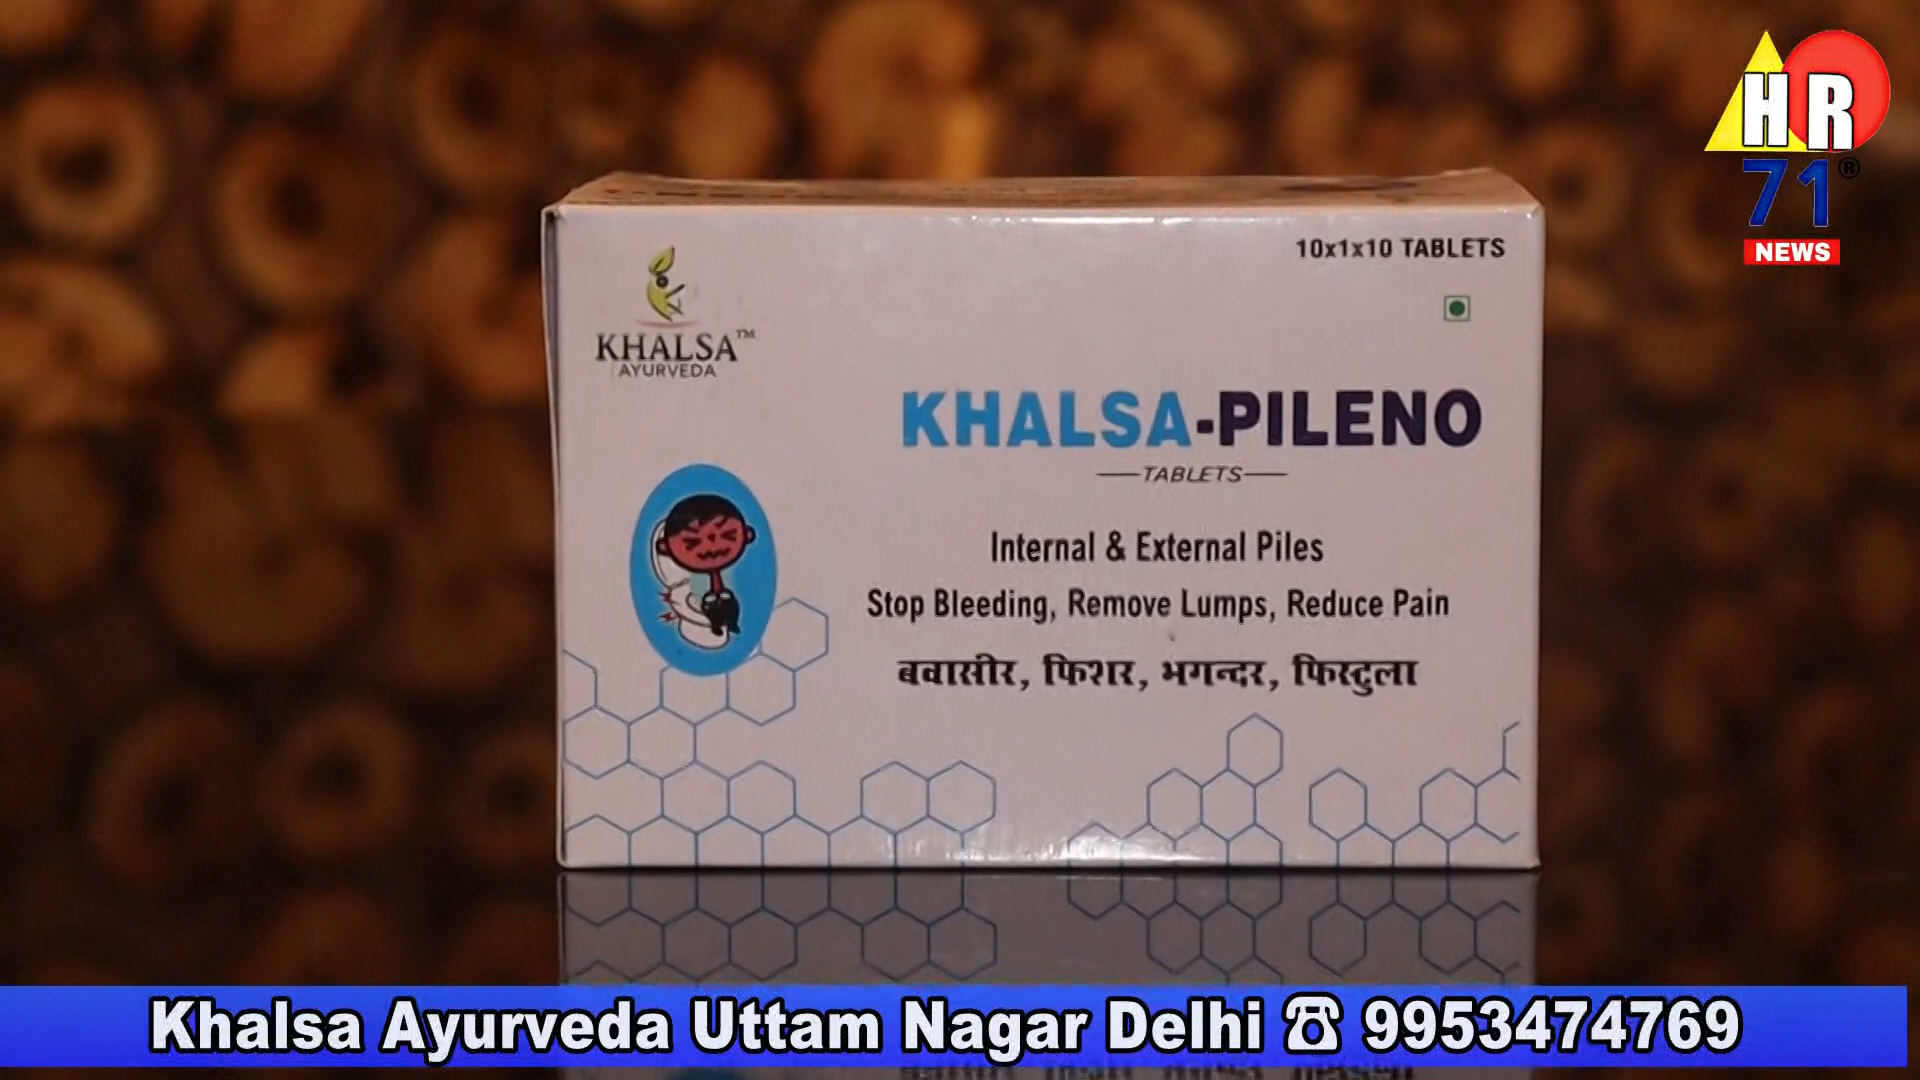 HR
71®
NEWS
10x1x10 TABLETS
KHALSA™
AYURVEDA
KHALSA-PILENO
TABLETS
Internal & External Piles
Stop Bleeding, Remove Lumps, Reduce Pain
बवासीर, फिशर, भगन्दर, फिस्टुला
Khalsa Ayurveda Uttam Nagar Delhi ☎ 9953474769